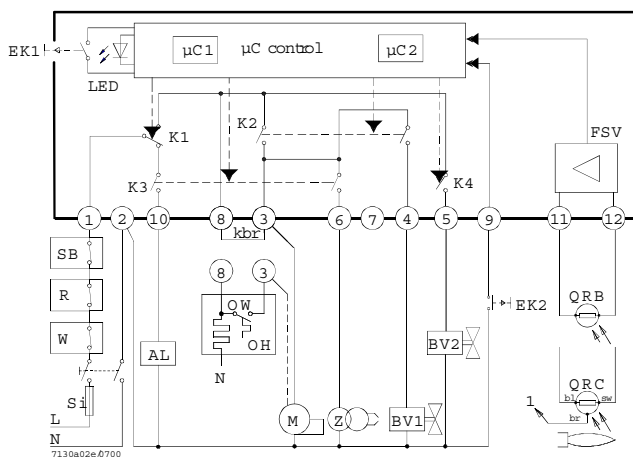 EK1
µC1
µC control
µC2
LED
FSV
K1
K2
K3
K4
1
2
10
8
3
6
7
4
5
9
11
12
kbr
SB
R
W
Si
L
N
AL
8
3
OW
OH
N
M
Z
BV1
BV2
EK2
QRB
QRC
bl
sw
br
1
7130a02e/0700